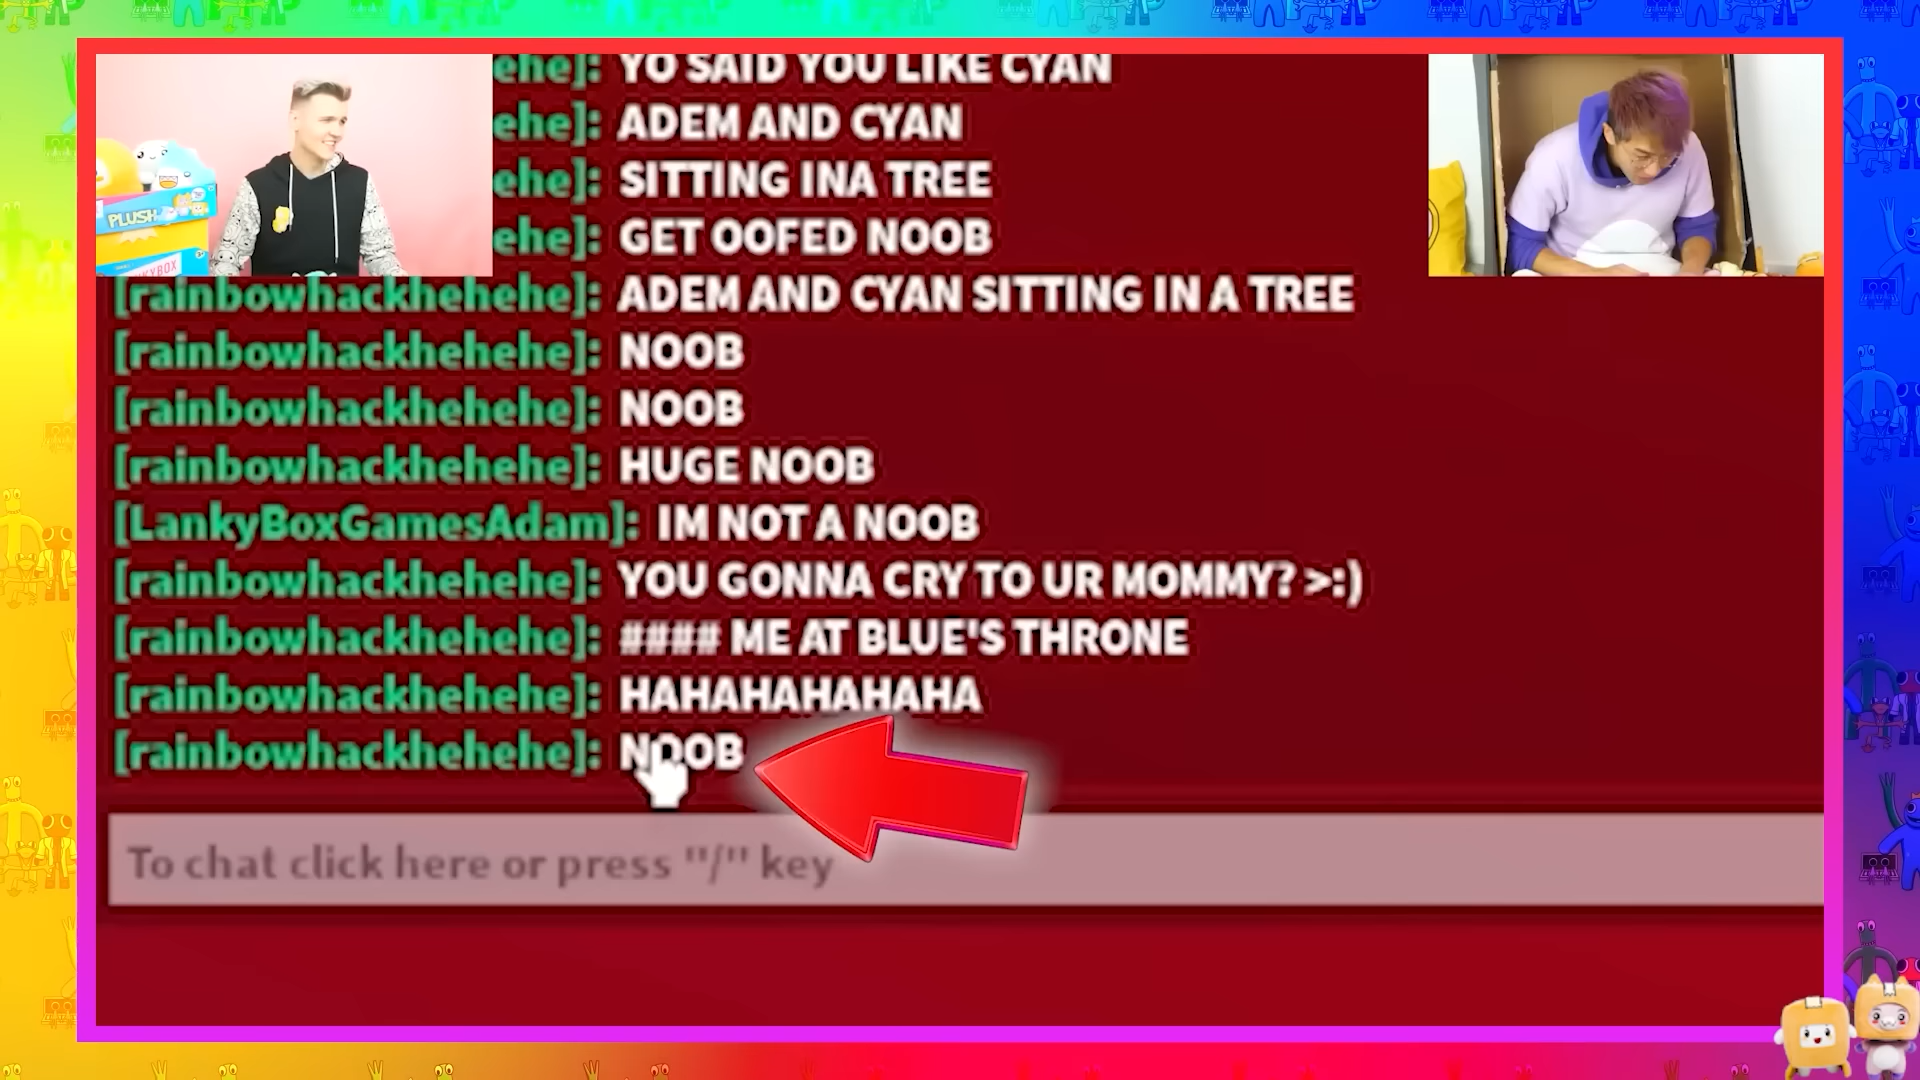 ehe]: YO SAID YOU LIKE CYAN
ehe]: ADEM AND CYAN
ehe]: SITTING INA TREE
ehe]: GET OOFED NOOB
[rainbowhackhehehe]: ADEM AND CYAN SITTING IN A TREE
[rainbowhackhehehe]: NOOB
[rainbowhackhehehe]: NOOB
[rainbowhackhehehe]: HUGE NOOB
[LankyBoxGamesAdam]: IM NOT A NOOB
[rainbowhackhehehe]: YOU GONNA CRY TO UR MOMMY? >:)
[rainbowhackhehehe]: #### ME AT BLUE'S THRONE
[rainbowhackhehehe]: HAHAHAHAHAHA
[rainbowhackhehehe]: NOOB
To chat click here or press "/" key
PLUSH
KYBOX